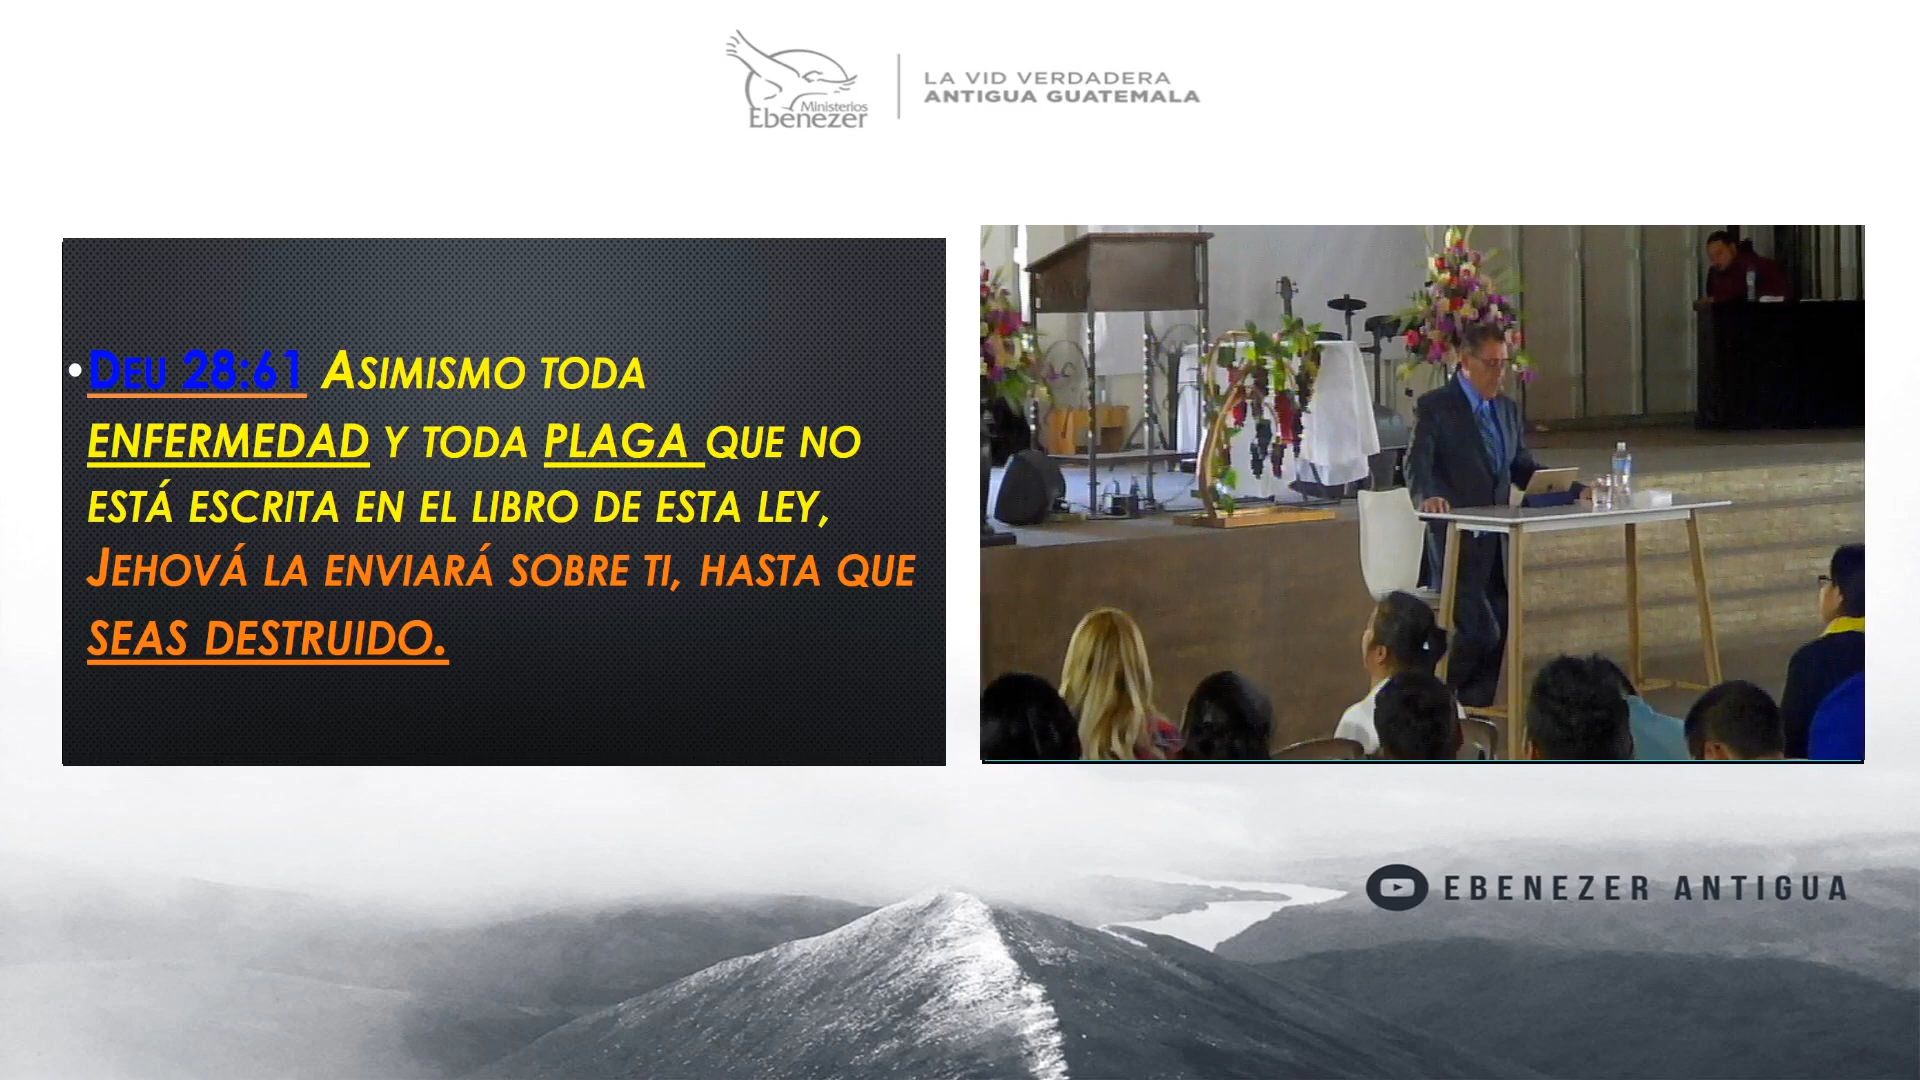 Ministerios
Ebenezer
LA VID VERDADERA
ANTIGUA GUATEMALA
• DEU 28:61 ASIMISMO TODA
ENFERMEDAD Y TODA PLAGA QUE NO
ESTÁ ESCRITA EN EL LIBRO DE ESTA LEY,
JEHOVÁ LA ENVIARÁ SOBRE TI, HASTA QUE
SEAS DESTRUIDO.
EBENEZER ANTIGUA